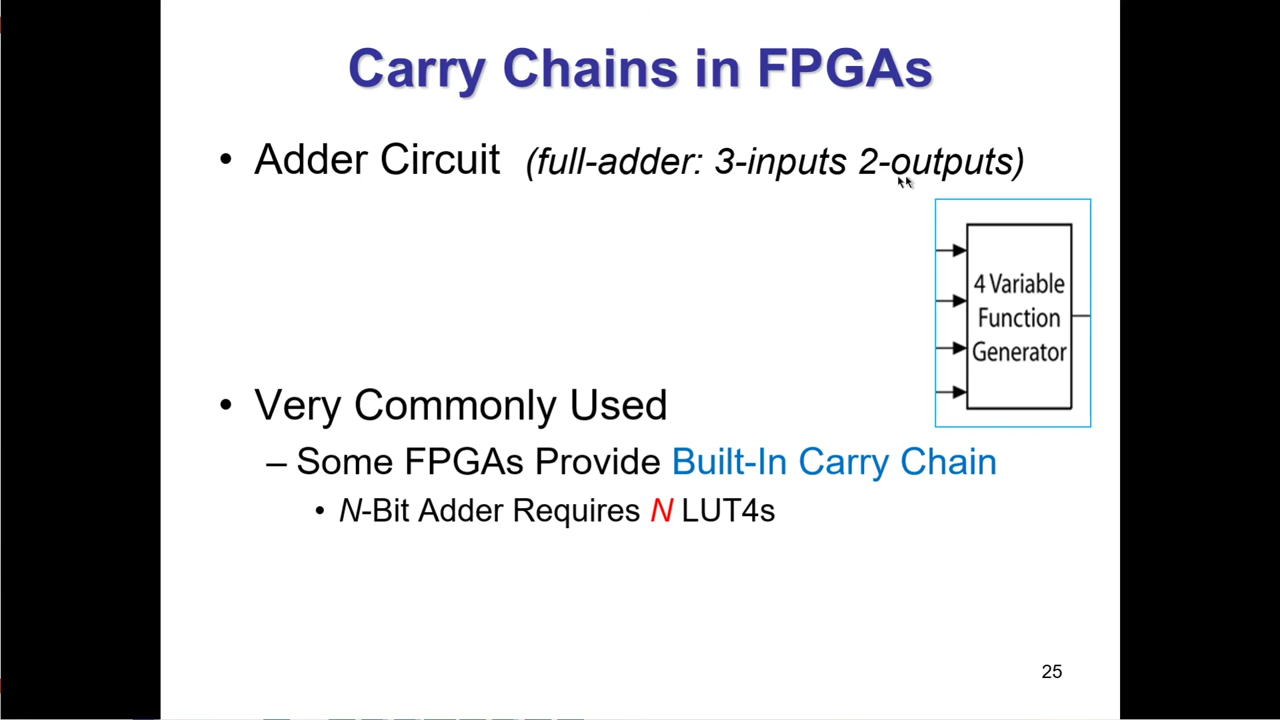 Carry Chains in FPGAs
• Adder Circuit (full-adder: 3-inputs 2-outputs)
4 Variable
Function
Generator
• Very Commonly Used
– Some FPGAs Provide Built-In Carry Chain
• N-Bit Adder Requires N LUT4s
25